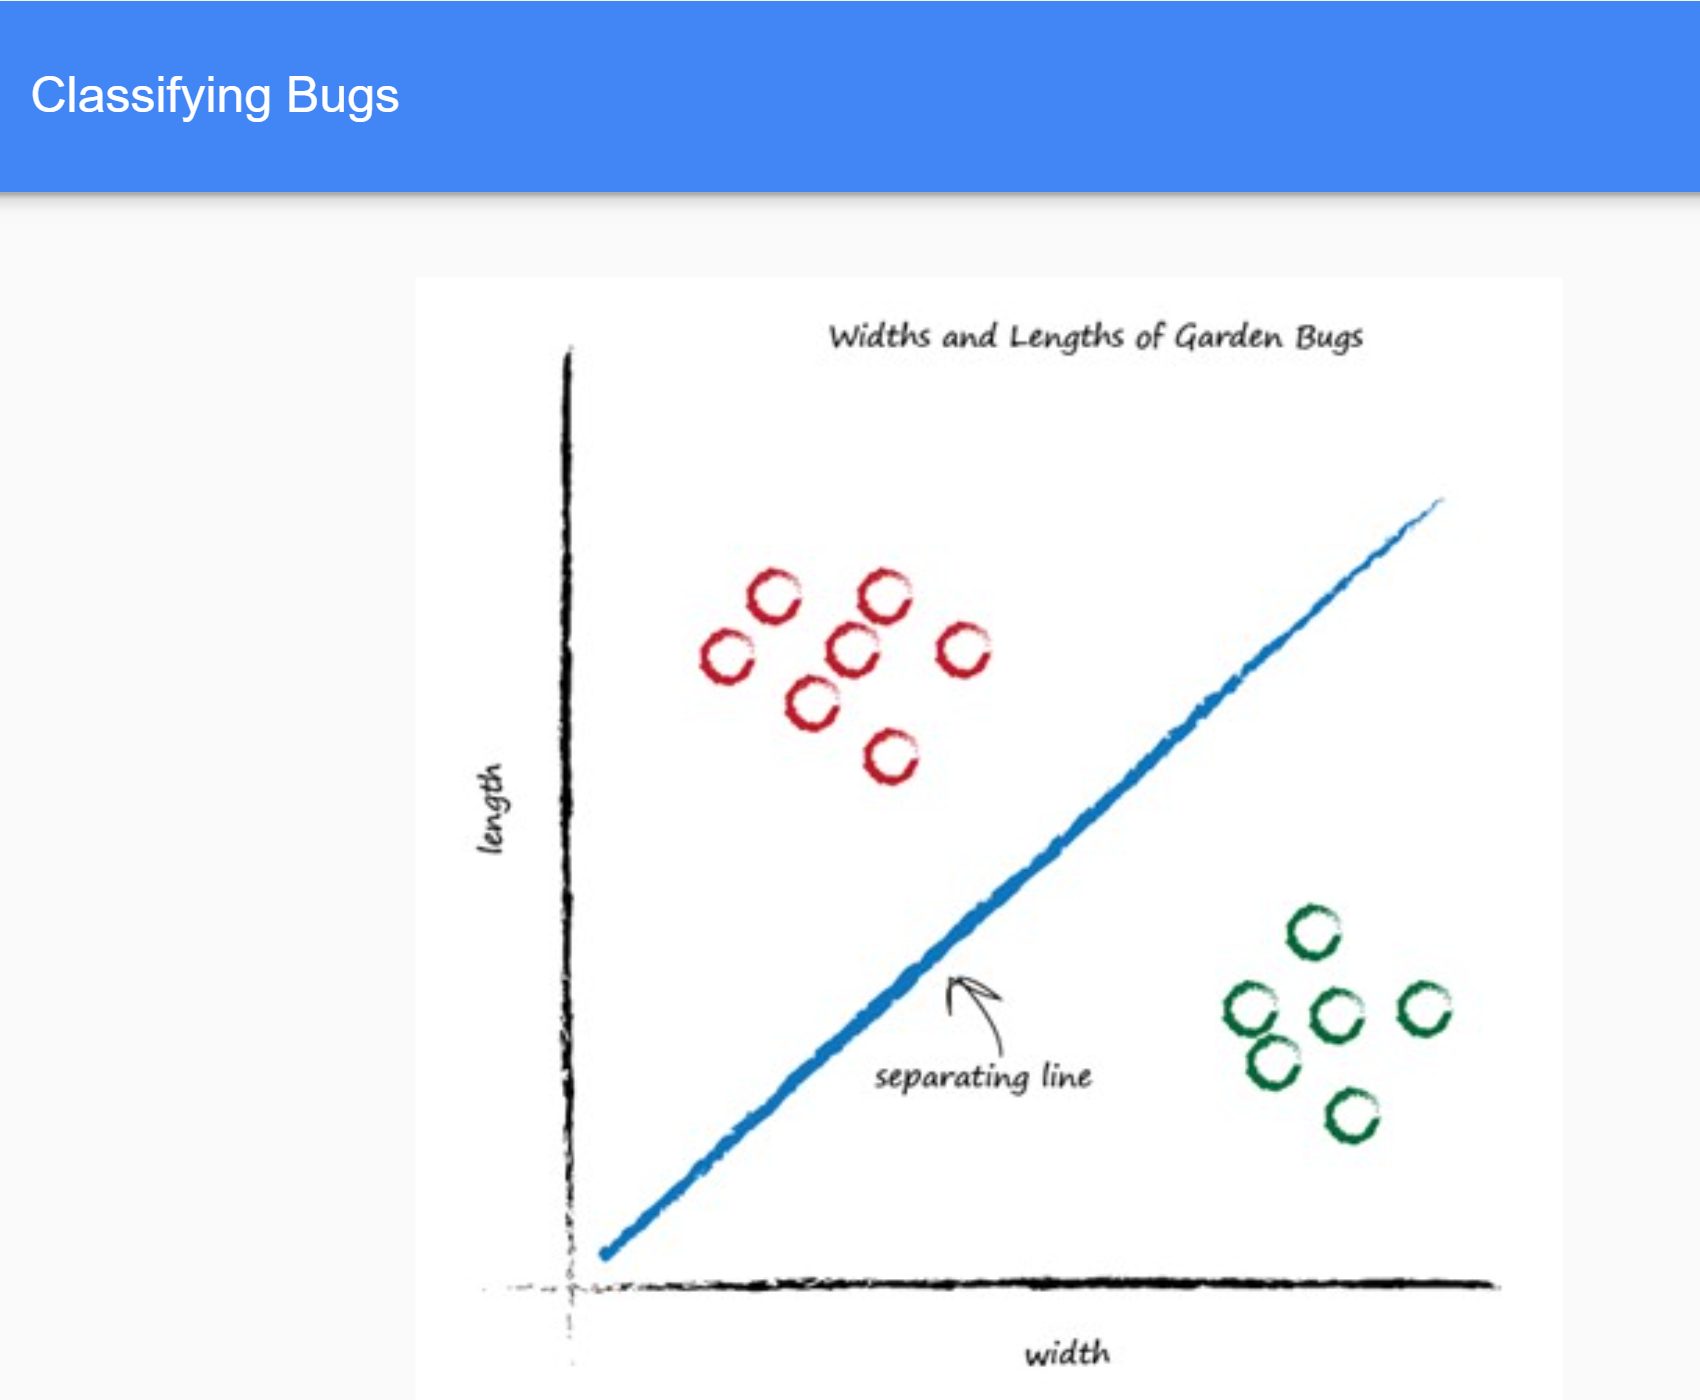 Classifying Bugs
Widths and Lengths of Garden Bugs
length
separating line
width